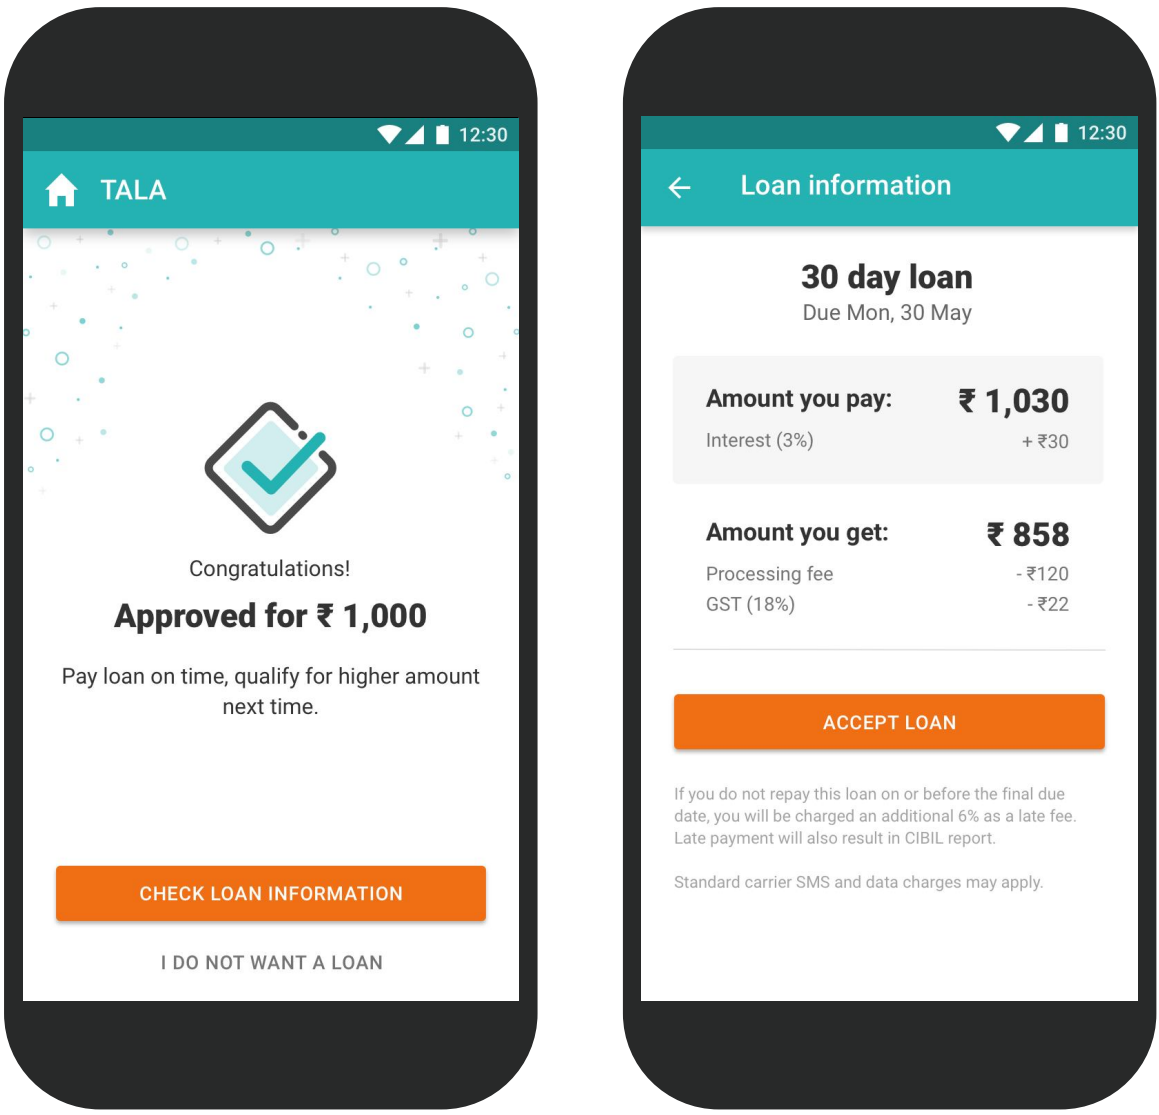 12:30
TALA
Congratulations!
Approved for ₹ 1,000
Pay loan on time, qualify for higher amount
next time.
CHECK LOAN INFORMATION
I DO NOT WANT A LOAN
12:30
Loan information
30 day loan
Due Mon, 30 May
Amount you pay: ₹ 1,030
Interest (3%) + ₹30
Amount you get: ₹ 858
Processing fee - ₹120
GST (18%) - ₹22
ACCEPT LOAN
If you do not repay this loan on or before the final due
date, you will be charged an additional 6% as a late fee.
Late payment will also result in CIBIL report.
Standard carrier SMS and data charges may apply.